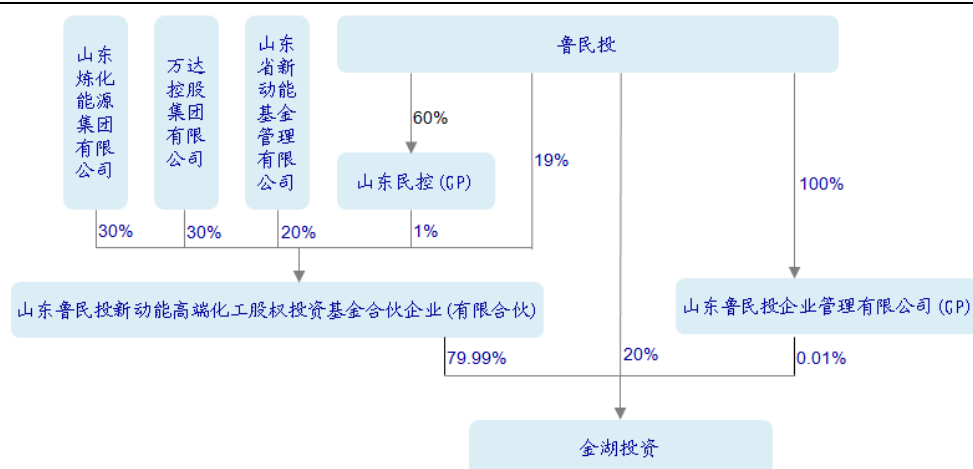 山东
炼化
能源
集团
有限
公司
万达
控股
集团
有限
公司
山东
省新
动能
基金
管理
有限
公司
鲁民投
60%
19%
100%
山东民控(GP)
30%
30%
20%
1%
山东鲁民投新动能高端化工股权投资基金合伙企业(有限合伙)
山东鲁民投企业管理有限公司(GP)
79.99%
20%
0.01%
金湖投资